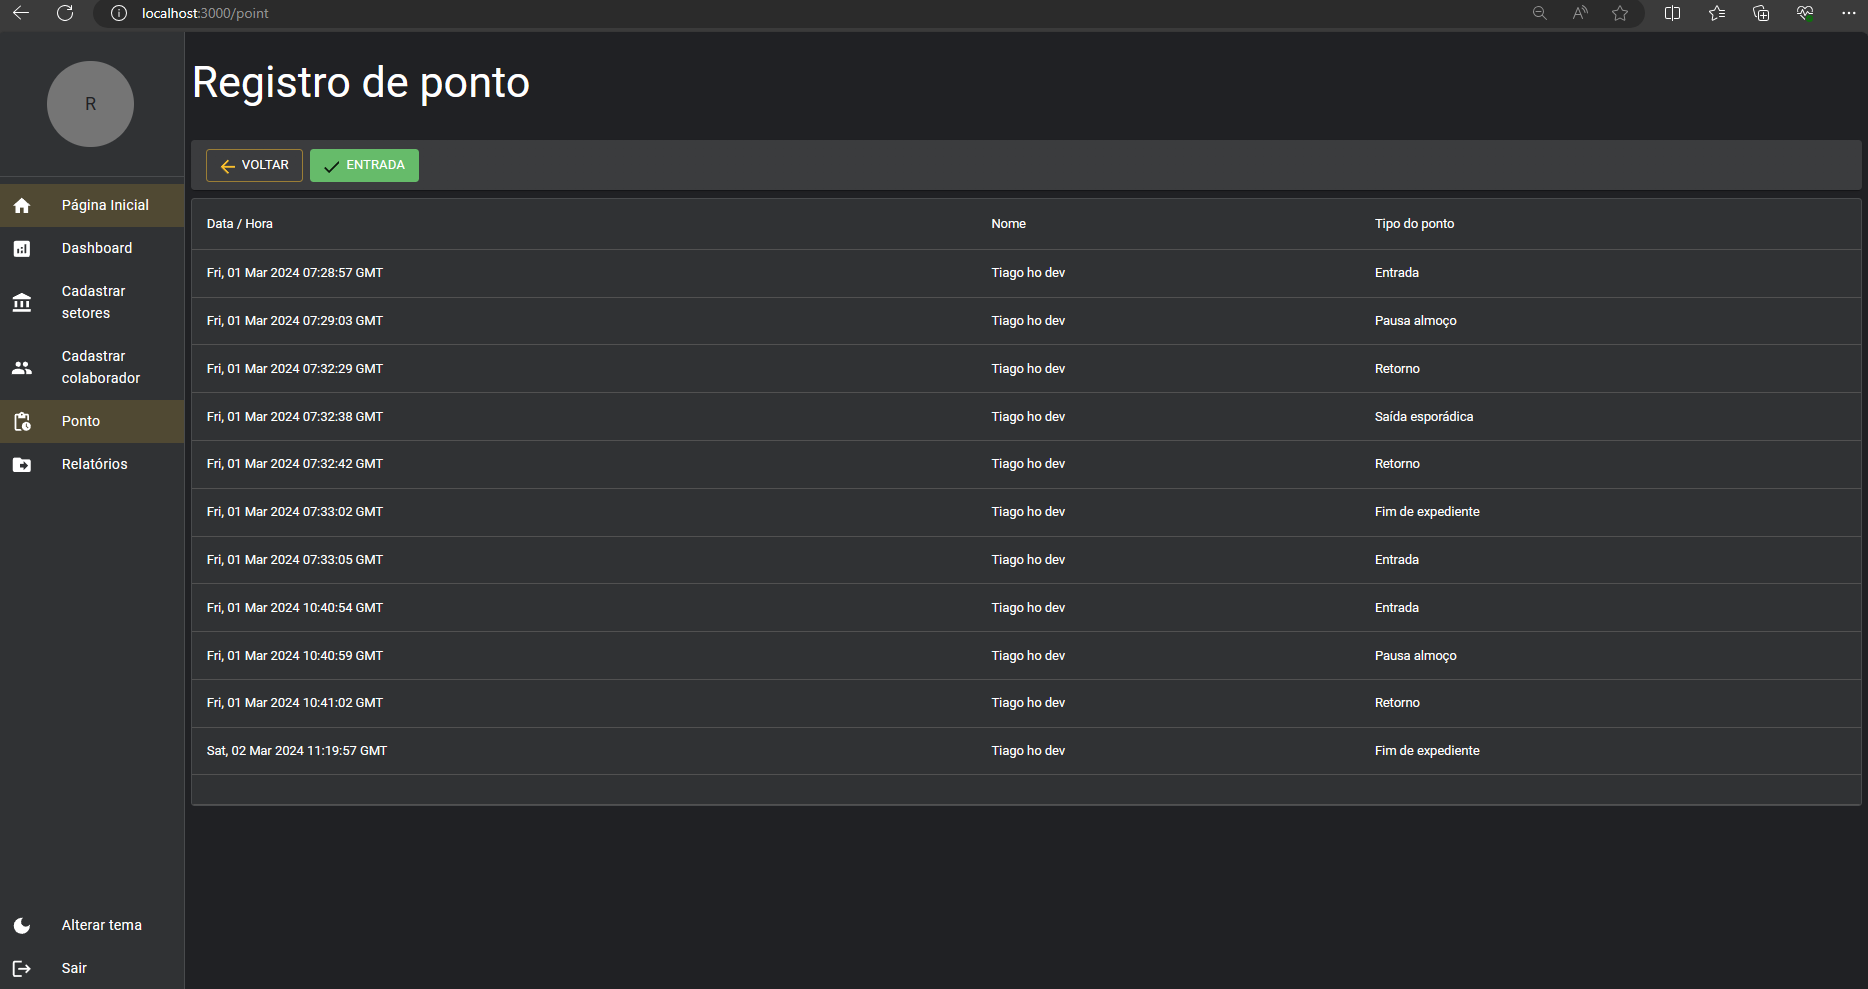 localhost:3000/point
R
Página Inicial
Dashboard
Cadastrar
setores
Cadastrar
colaborador
Ponto
Relatórios
Alterar tema
Sair
Registro de ponto
VOLTAR ENTRADA
Data / Hora Nome Tipo do ponto
Fri, 01 Mar 2024 07:28:57 GMT Tiago ho dev Entrada
Fri, 01 Mar 2024 07:29:03 GMT Tiago ho dev Pausa almoço
Fri, 01 Mar 2024 07:32:29 GMT Tiago ho dev Retorno
Fri, 01 Mar 2024 07:32:38 GMT Tiago ho dev Saída esporádica
Fri, 01 Mar 2024 07:32:42 GMT Tiago ho dev Retorno
Fri, 01 Mar 2024 07:33:02 GMT Tiago ho dev Fim de expediente
Fri, 01 Mar 2024 07:33:05 GMT Tiago ho dev Entrada
Fri, 01 Mar 2024 10:40:54 GMT Tiago ho dev Entrada
Fri, 01 Mar 2024 10:40:59 GMT Tiago ho dev Pausa almoço
Fri, 01 Mar 2024 10:41:02 GMT Tiago ho dev Retorno
Sat, 02 Mar 2024 11:19:57 GMT Tiago ho dev Fim de expediente